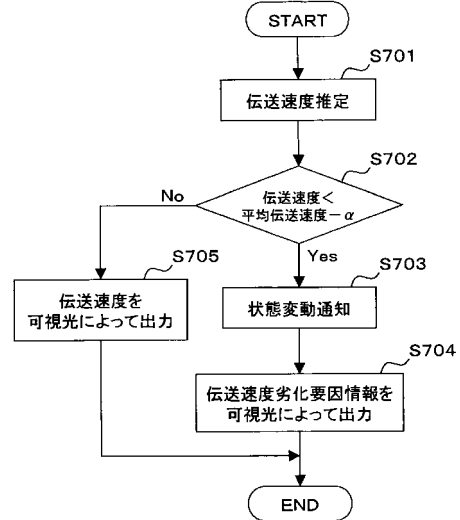 START
S701
伝送速度推定
S702
伝送速度<
平均伝送速度-α
No
Yes
S705
伝送速度を
可視光によって出力
S703
状態変動通知
S704
伝送速度劣化要因情報を
可視光によって出力
END